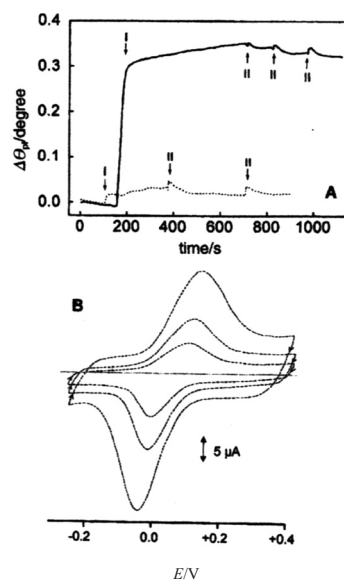 0.4
0.3
0.2
0.1
0.0
ΔΘpl/degree
I
II II II
I II II
A
0 200 400 600 800 1000
time/s
B
5 µA
-0.2 0.0 +0.2 +0.4
E/V